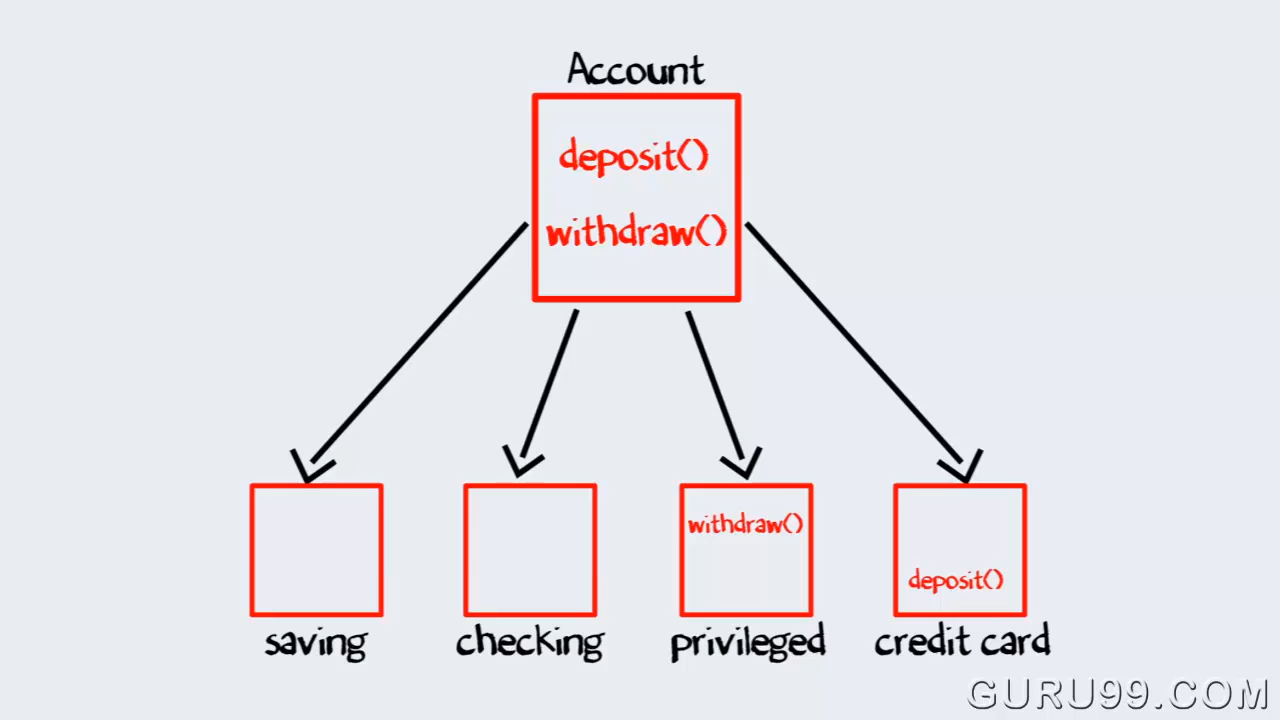 Account
deposit()
withdraw()
withdraw()
deposit()
saving
checking
privileged
credit card
GURU99.COM